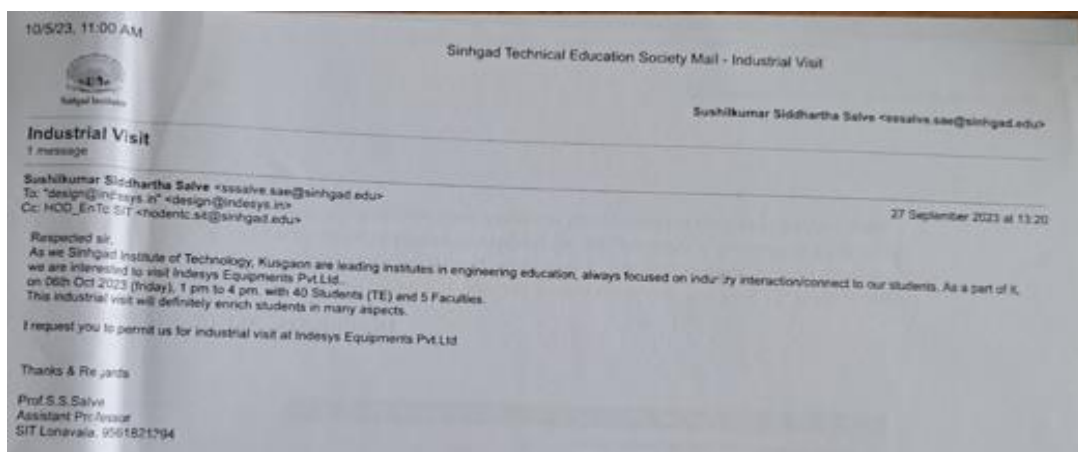 10/5/23, 11:00 AM
Sinhgad Technical Education Society Mail - Industrial Visit
Sinhgad Institutes
Sushilkumar Siddhartha Salve <sssalve.sae@sinhgad.edu>
Industrial Visit
1 message
Sushilkumar Siddhartha Salve <sssalve.sae@sinhgad.edu>
27 September 2023 at 13:20
To: "design@indesys.in" <design@indesys.in>
Cc: HOD_EnTc SIT <hodentc.sit@sinhgad.edu>
Respected sir,
As we Sinhgad Institute of Technology, Kusgaon are leading institutes in engineering education, always focused on industry interaction/connect to our students. As a part of it,
we are interested to visit Indesys Equipments Pvt.Ltd..
on 06th Oct 2023 (friday), 1 pm to 4 pm. with 40 Students (TE) and 5 Faculties.
This industrial visit will definitely enrich students in many aspects.
I request you to permit us for industrial visit at Indesys Equipments Pvt.Ltd
Thanks & Regards
Prof.S.S.Salve
Assistant Professor
SIT Lonavala. 9561821294